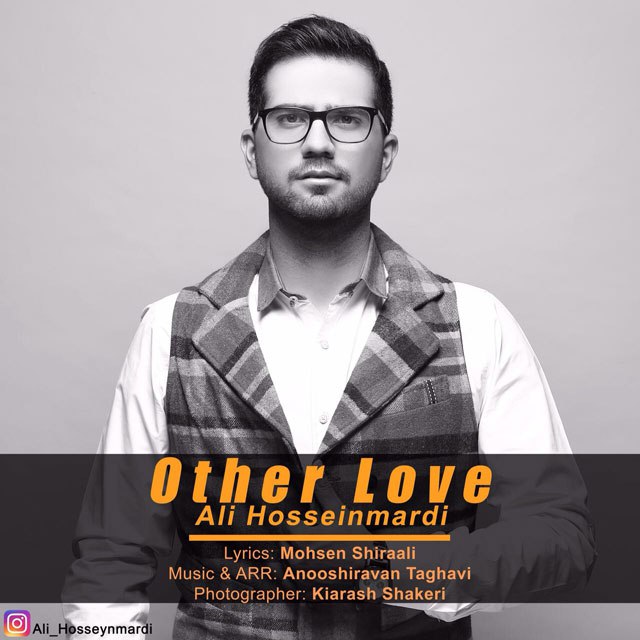 Other Love
Ali Hosseinmardi
Lyrics: Mohsen Shiraali
Music & ARR: Anooshiravan Taghavi
Photographer: Kiarash Shakeri
Ali_Hosseynmardi